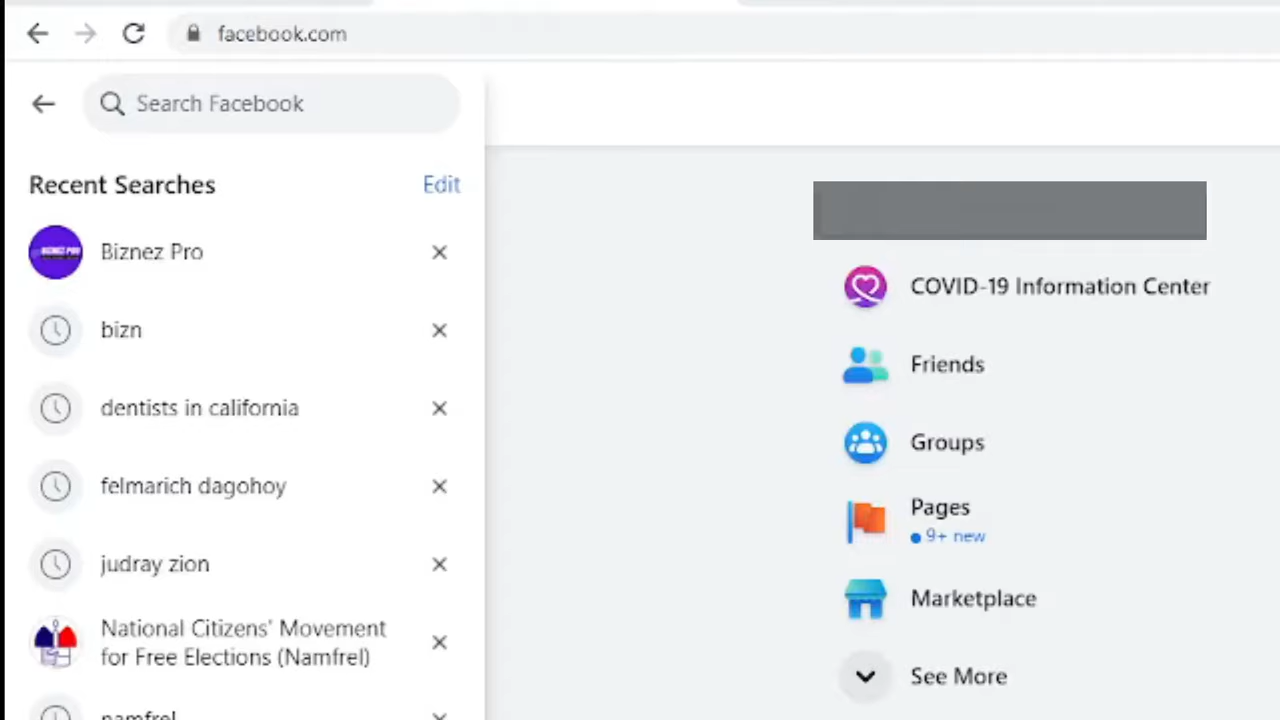 facebook.com
Search Facebook
Recent Searches
Edit
Biznez Pro
bizn
dentists in california
felmarich dagohoy
judray zion
National Citizens' Movement
for Free Elections (Namfrel)
namfrel
COVID-19 Information Center
Friends
Groups
Pages
9+ new
Marketplace
See More